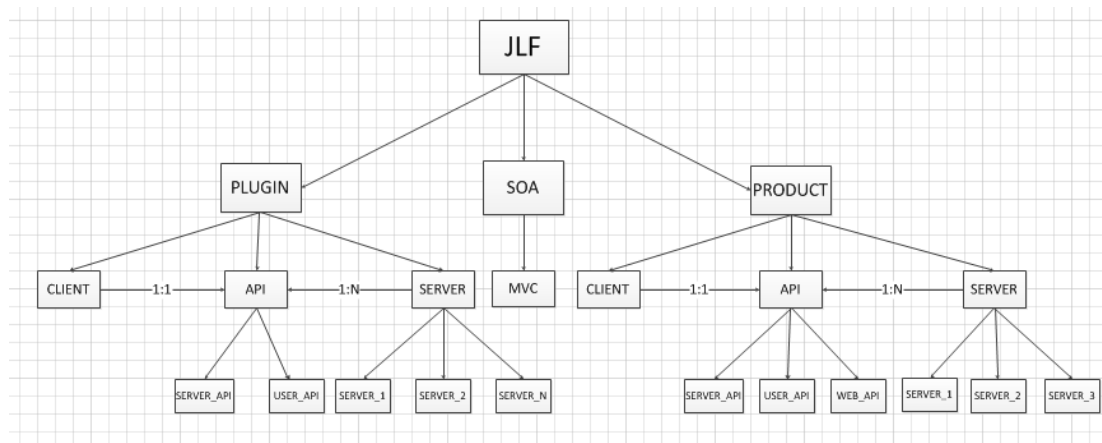 JLF
PLUGIN
SOA
PRODUCT
CLIENT
1:1
API
1:N
SERVER
MVC
CLIENT
1:1
API
1:N
SERVER
SERVER_API
USER_API
SERVER_1
SERVER_2
SERVER_N
SERVER_API
USER_API
WEB_API
SERVER_1
SERVER_2
SERVER_3